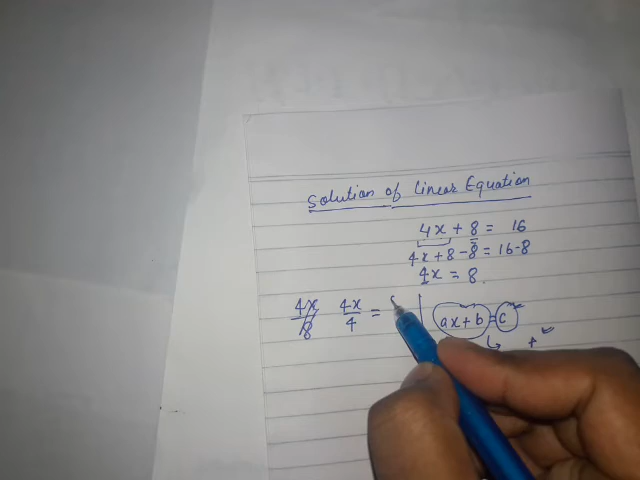 Solution of Linear Equation
4x + 8 = 16
4x + 8 - 8 = 16-8
4x = 8.
4x/8 4x/4 =
ax + b = c
+